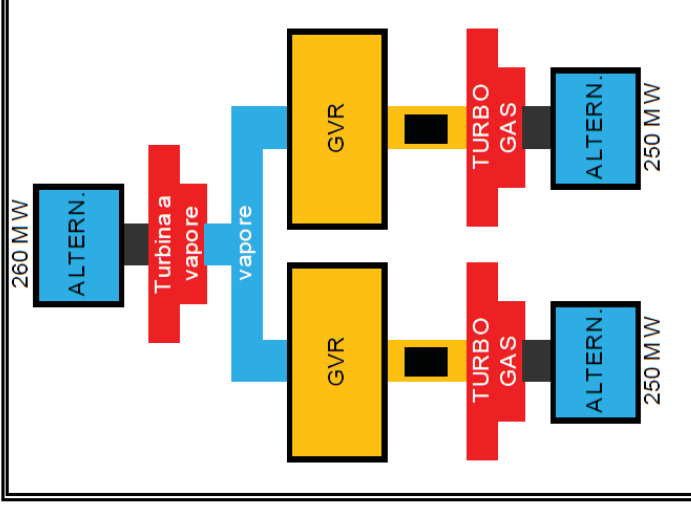 260 MW
ALTERN.
Turbina a
vapore
vapore
GVR
TURBO
GAS
ALTERN.
250 MW
GVR
TURBO
GAS
ALTERN.
250 MW